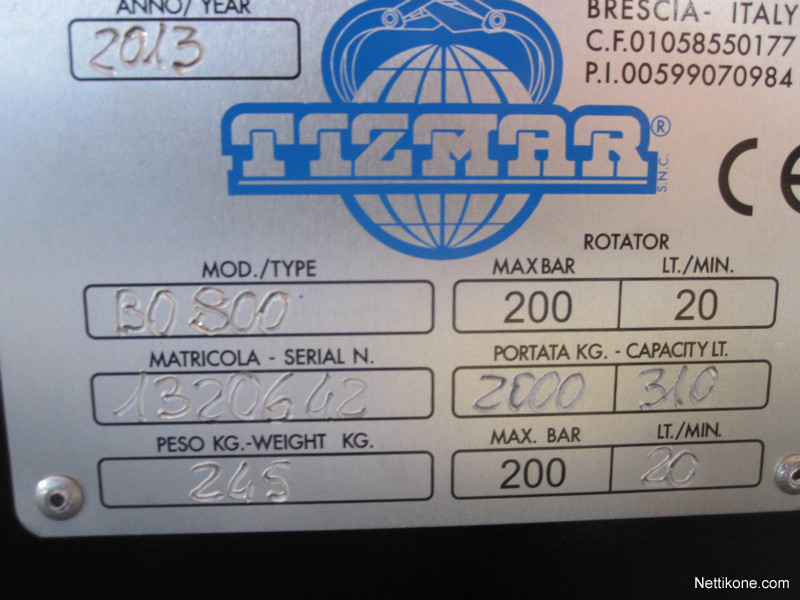 ANNO/ YEAR
2013
BRESCIA- ITALY
C.F.01058550177
P.I.00599070984
TIZMAR ® S.N.C.
CE
ROTATOR
MOD./TYPE
MAX BAR LT./MIN.
BO 800
200 20
MATRICOLA - SERIAL N.
PORTATA KG. - CAPACITY LT.
1320642
2000 310
PESO KG.-WEIGHT KG.
MAX. BAR LT./MIN.
245
200 20
Nettikone.com